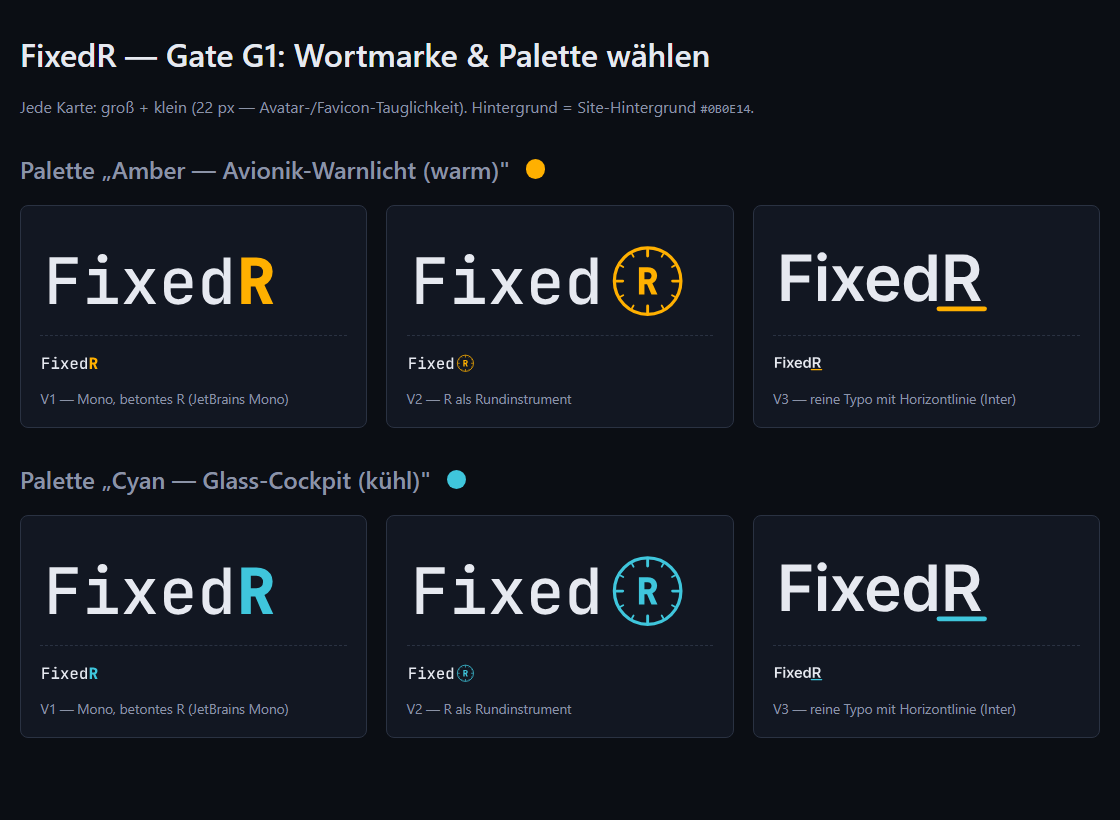 FixedR — Gate G1: Wortmarke & Palette wählen
Jede Karte: groß + klein (22 px — Avatar-/Favicon-Tauglichkeit). Hintergrund = Site-Hintergrund #0B0E14.
Palette „Amber — Avionik-Warnlicht (warm)"
FixedR
FixedR
V1 — Mono, betontes R (JetBrains Mono)
Fixed R
Fixed R
V2 — R als Rundinstrument
FixedR
FixedR
V3 — reine Typo mit Horizontlinie (Inter)
Palette „Cyan — Glass-Cockpit (kühl)"
FixedR
FixedR
V1 — Mono, betontes R (JetBrains Mono)
Fixed R
Fixed R
V2 — R als Rundinstrument
FixedR
FixedR
V3 — reine Typo mit Horizontlinie (Inter)